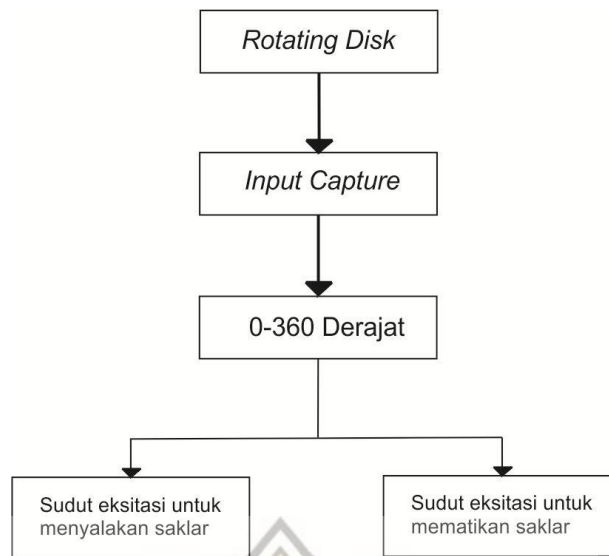 Rotating Disk
Input Capture
0-360 Derajat
Sudut eksitasi untuk
menyalakan saklar
Sudut eksitasi untuk
mematikan saklar